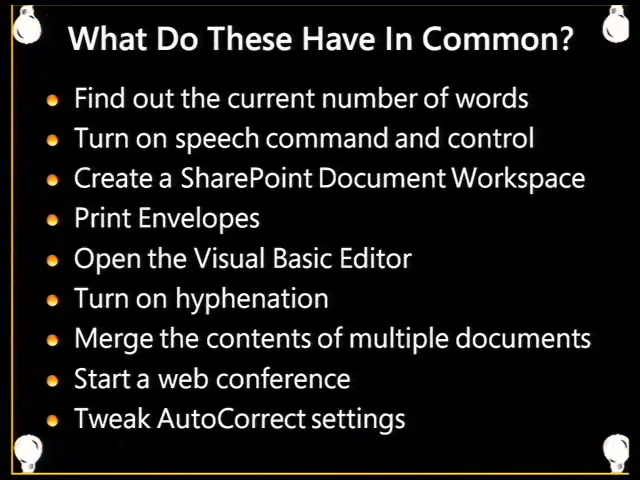 What Do These Have In Common?
Find out the current number of words
Turn on speech command and control
Create a SharePoint Document Workspace
Print Envelopes
Open the Visual Basic Editor
Turn on hyphenation
Merge the contents of multiple documents
Start a web conference
Tweak AutoCorrect settings